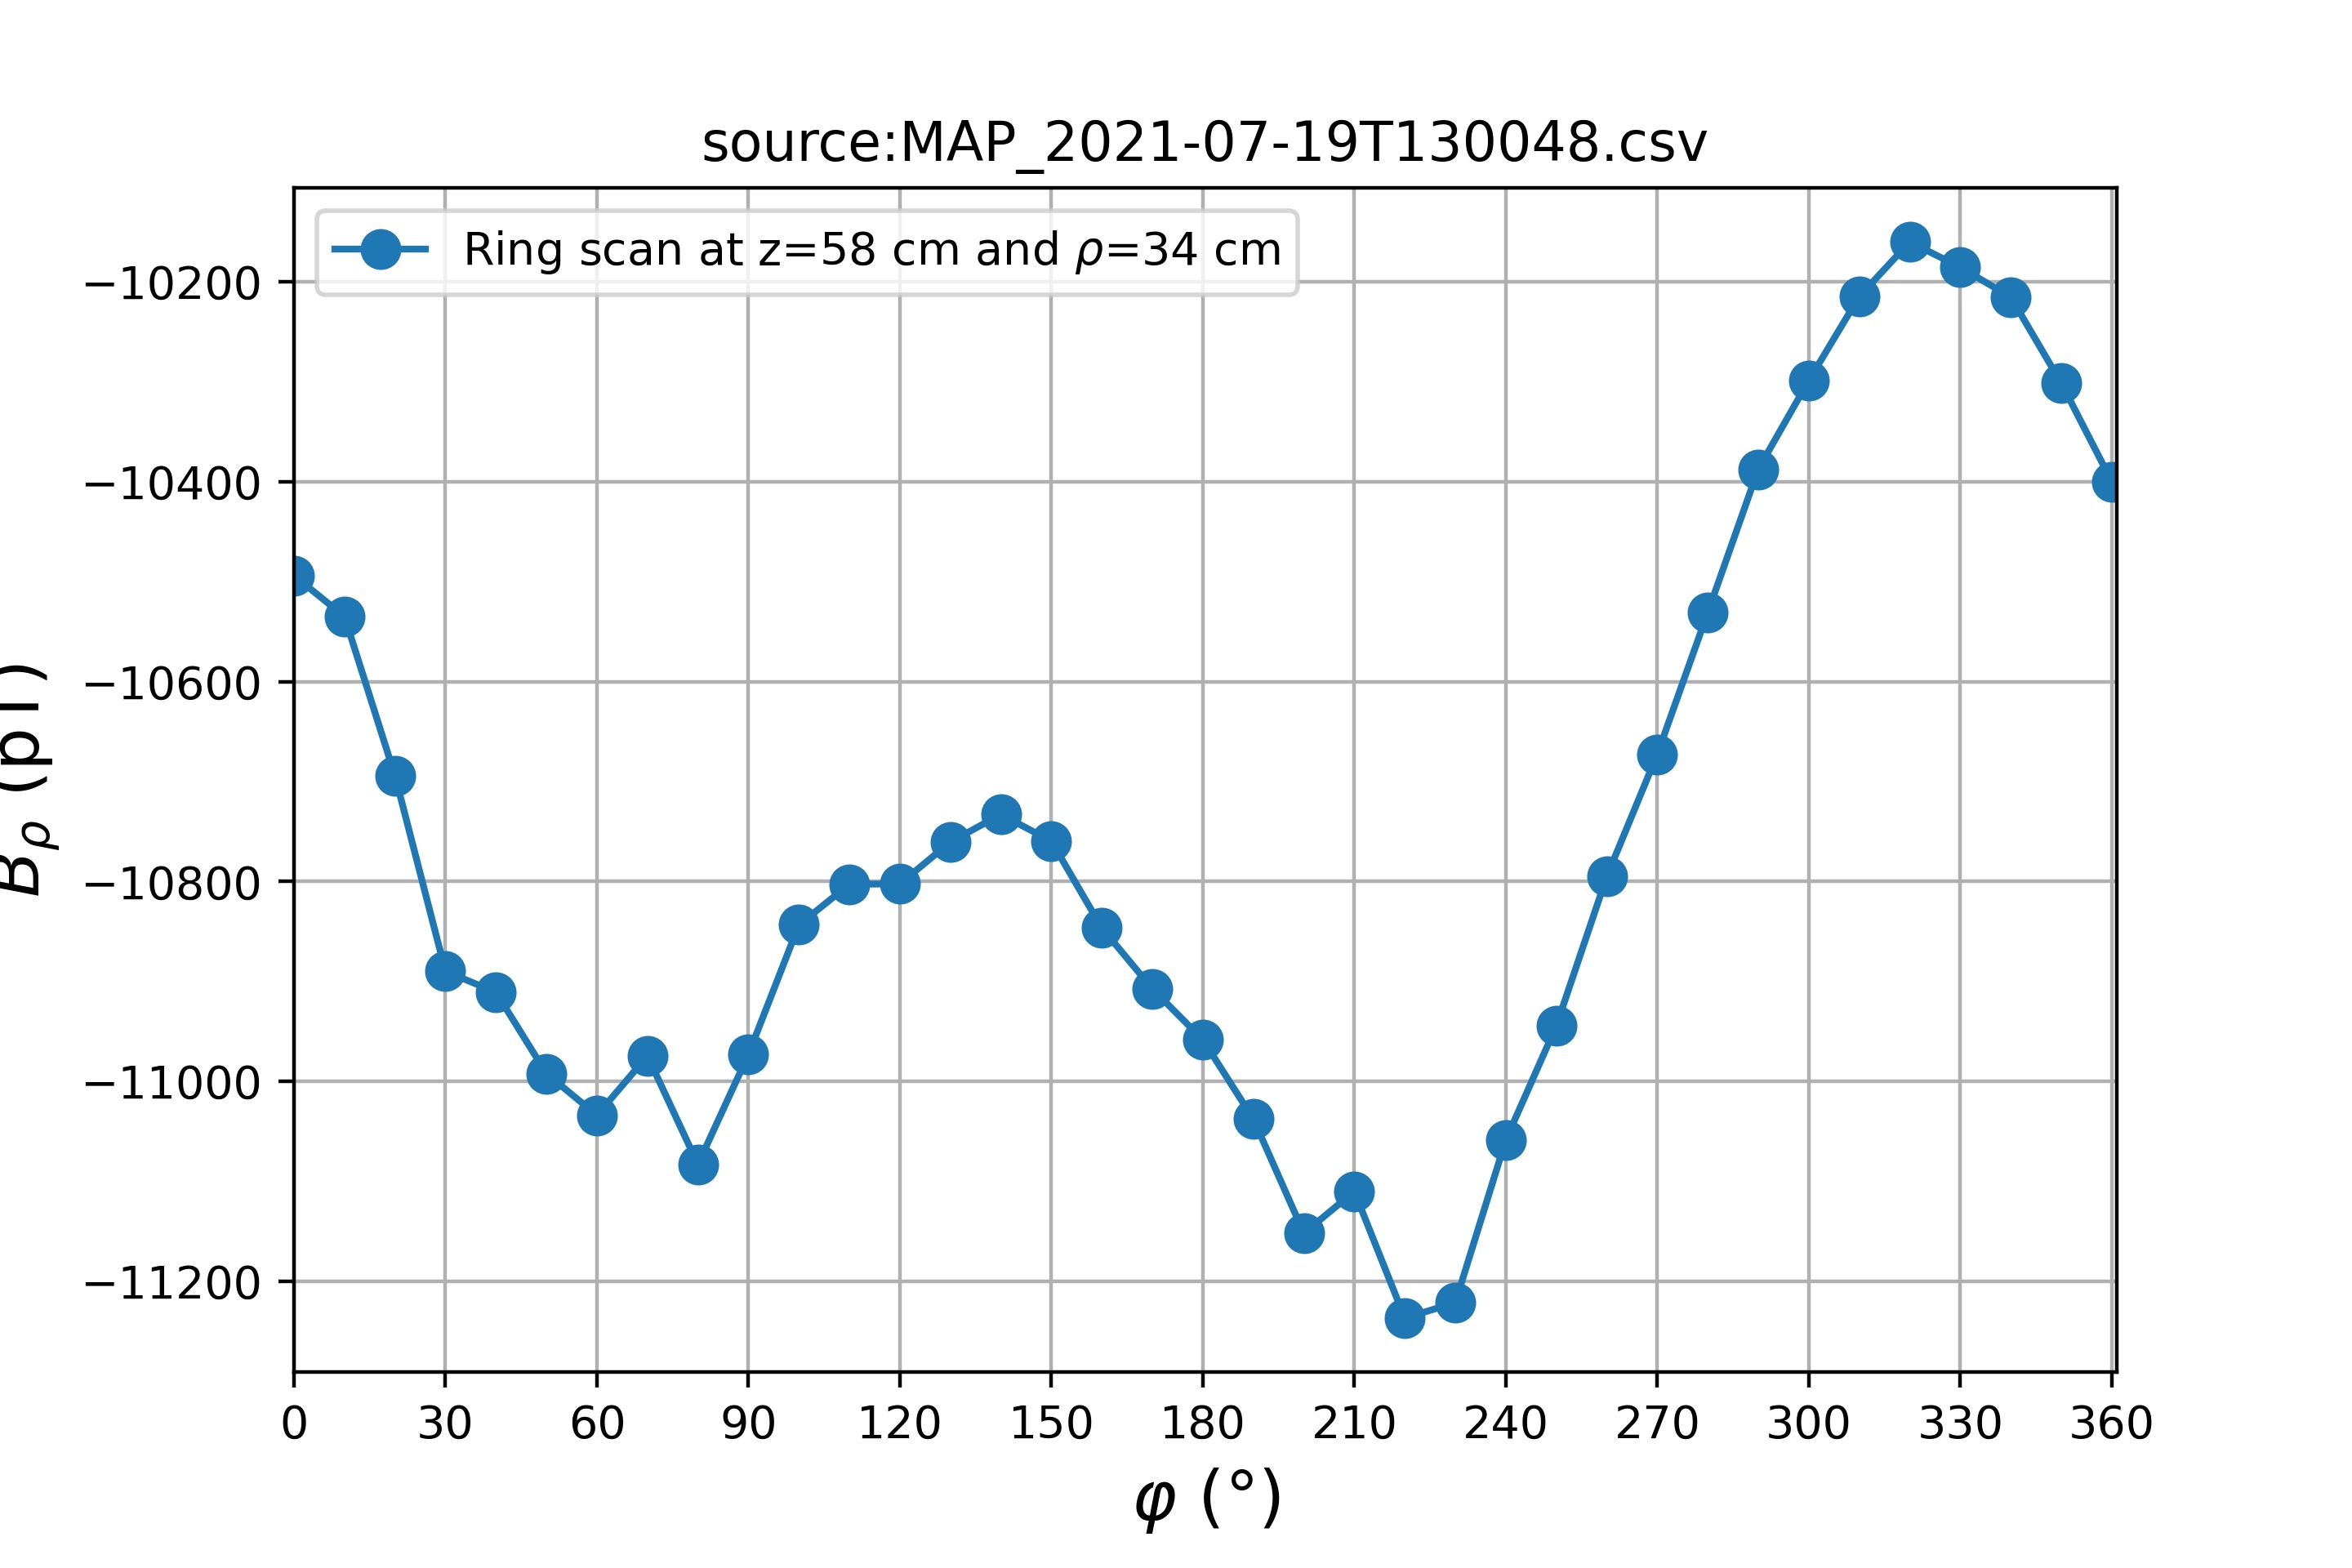 source:MAP_2021-07-19T130048.csv
Ring scan at z=58 cm and ρ=34 cm
−10200
−10400
−10600
−10800
−11000
−11200
Bρ (pT)
0 30 60 90 120 150 180 210 240 270 300 330 360
φ (°)